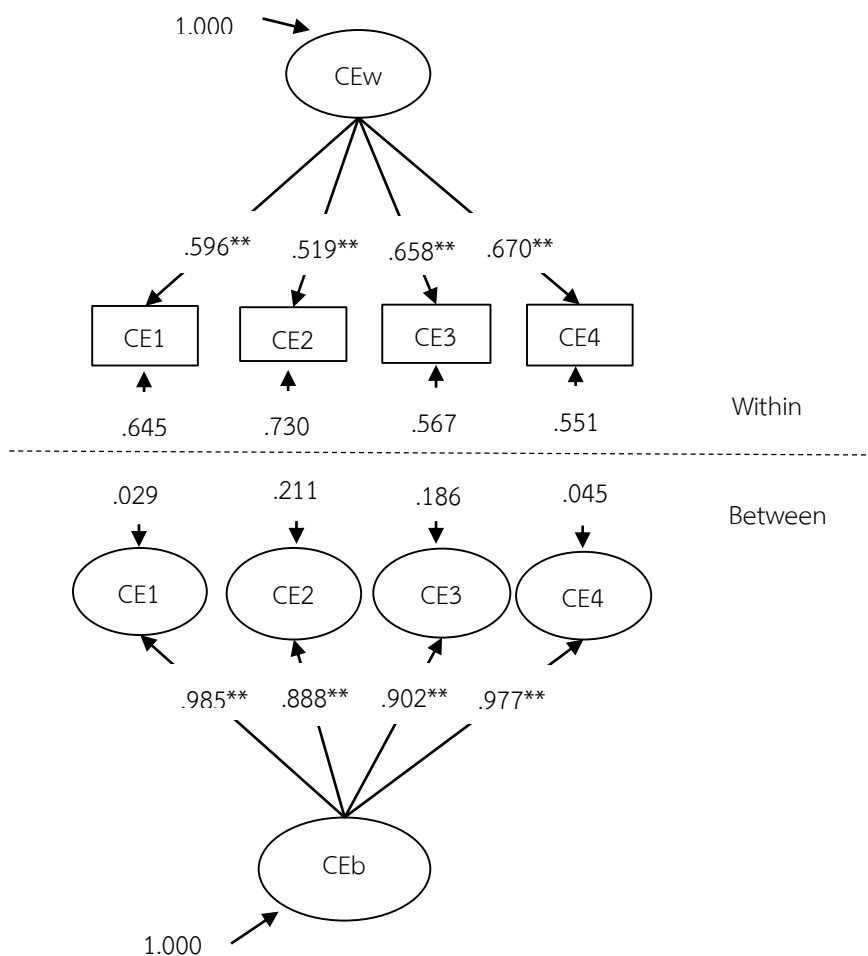 1.000
CEw
.596** .519** .658** .670**
CE1 CE2 CE3 CE4
.645 .730 .567 .551
Within
.029 .211 .186 .045
Between
CE1 CE2 CE3 CE4
.985** .888** .902** .977**
CEb
1.000